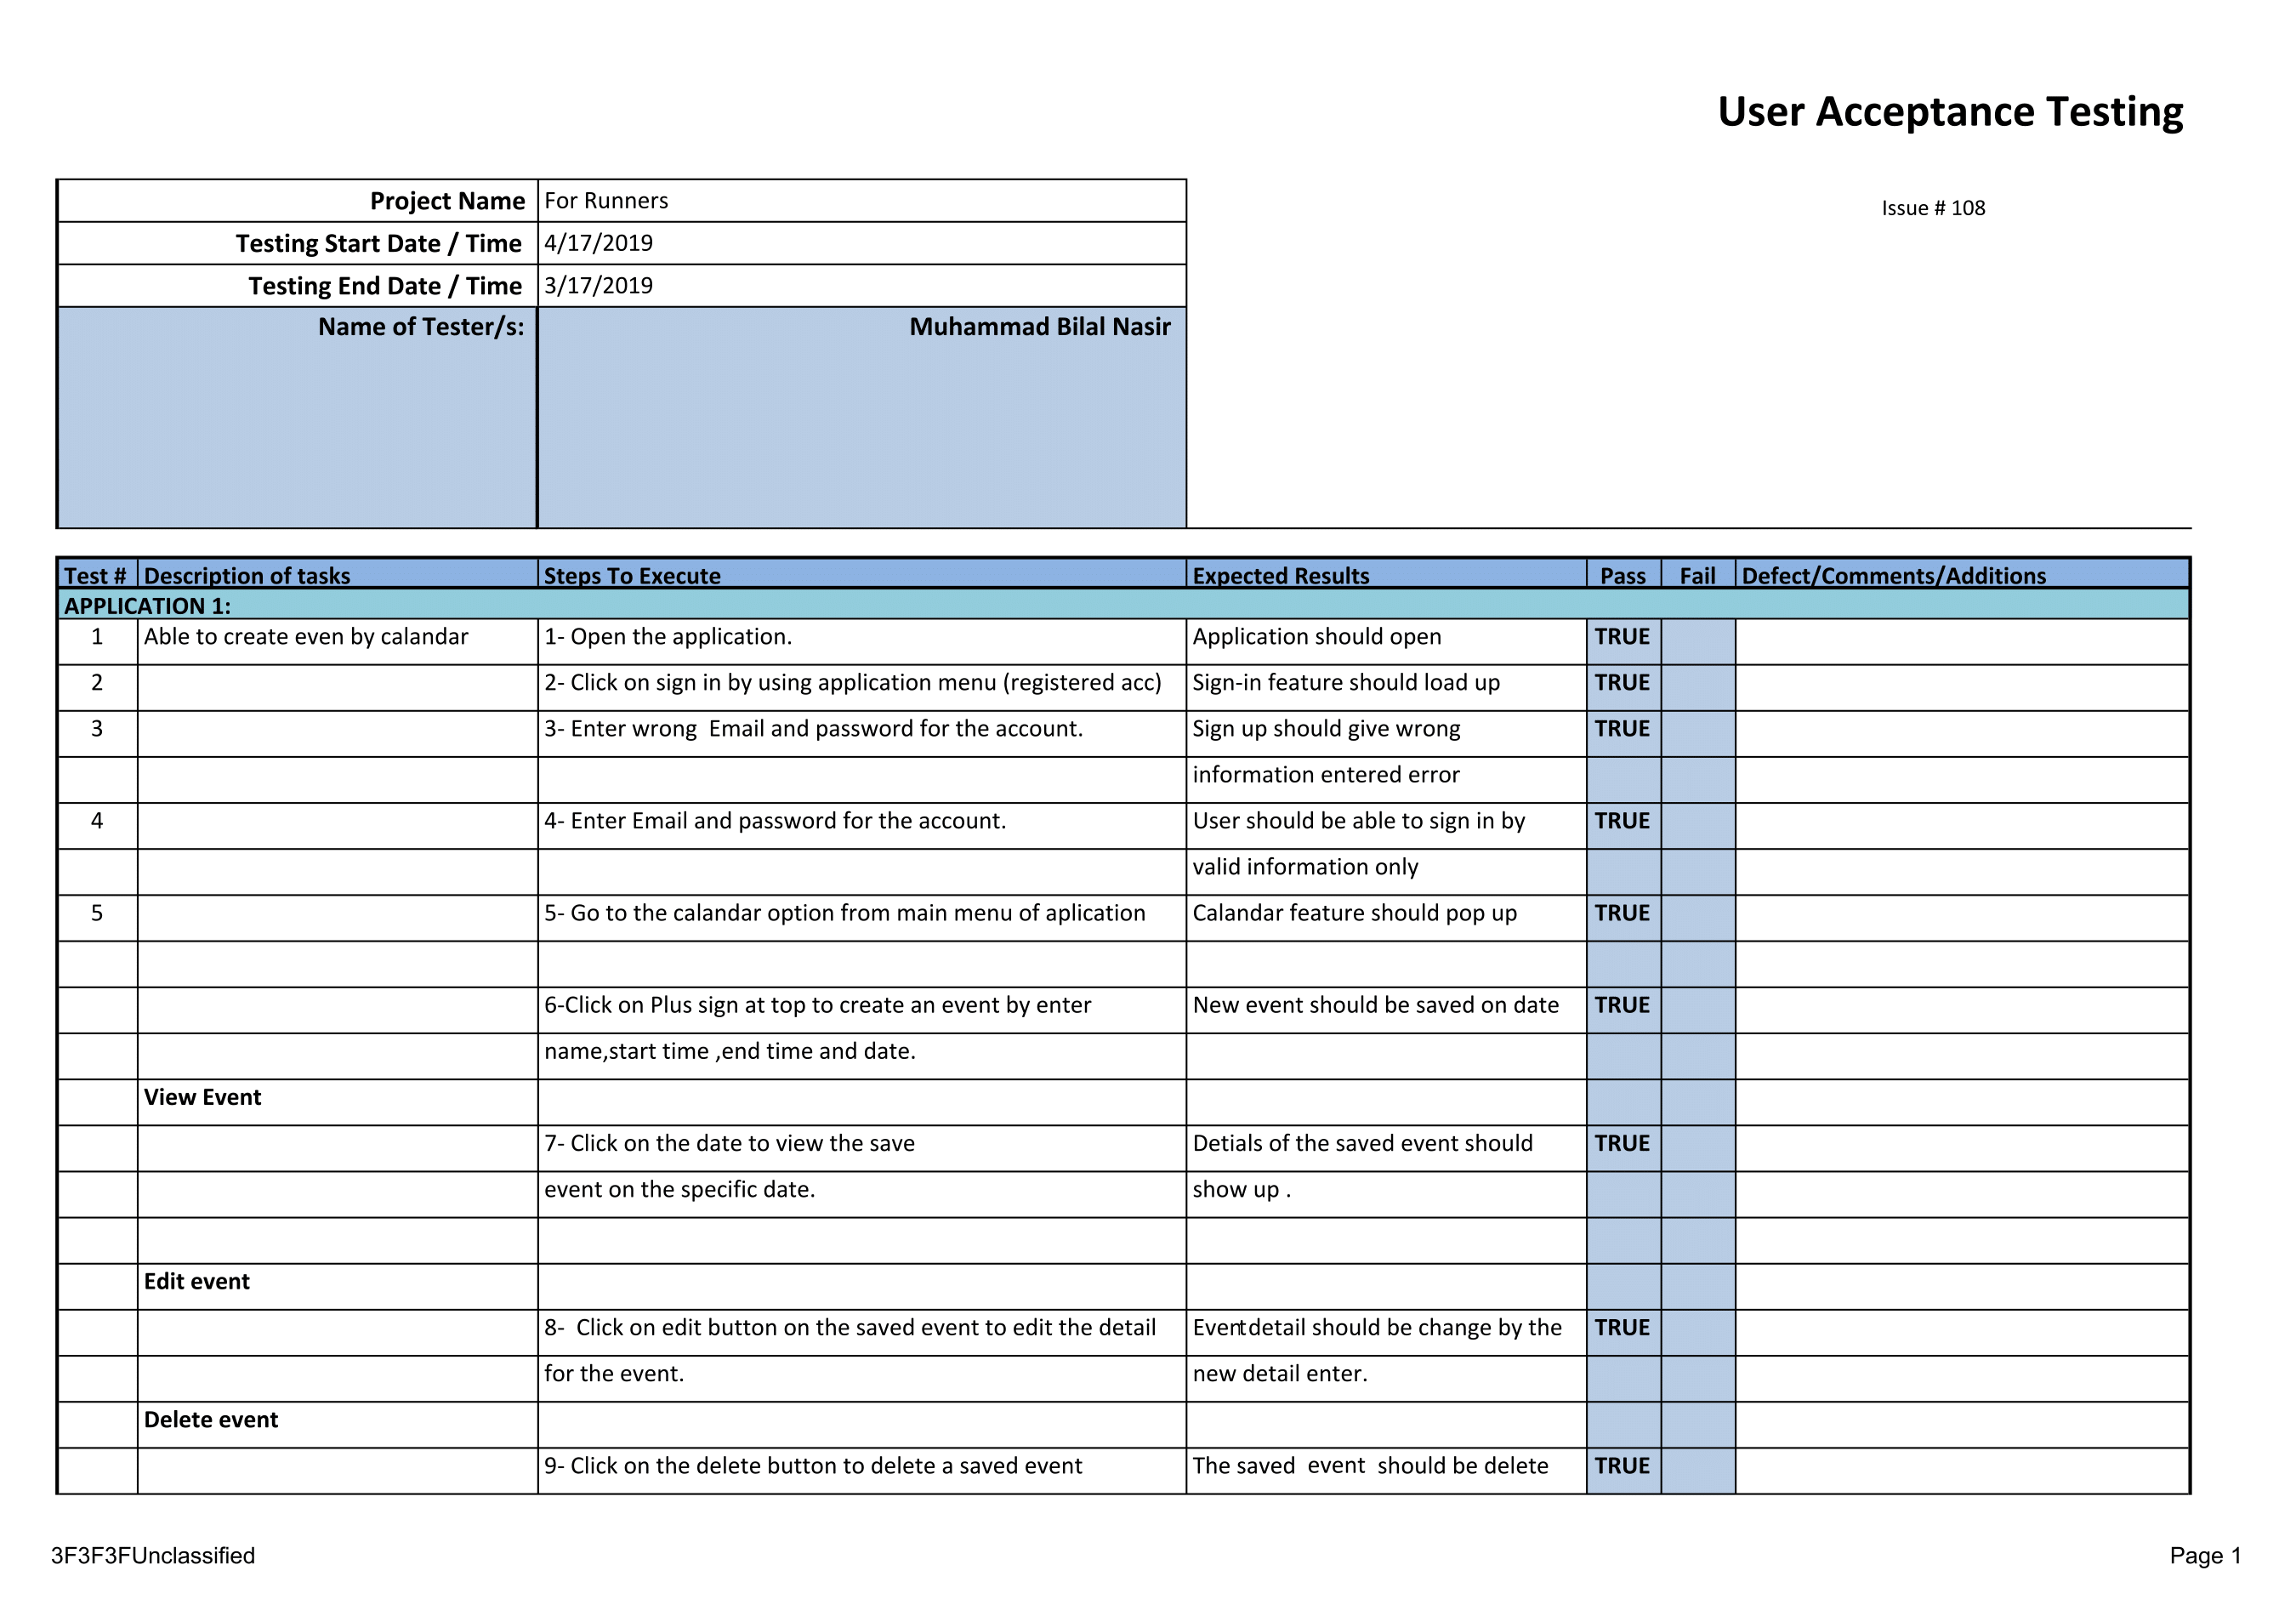 User Acceptance Testing
Project Name For Runners
Issue # 108
Testing Start Date / Time 4/17/2019
Testing End Date / Time 3/17/2019
Name of Tester/s: Muhammad Bilal Nasir
Test # Description of tasks Steps To Execute Expected Results Pass Fail Defect/Comments/Additions
APPLICATION 1:
1 Able to create even by calandar 1- Open the application. Application should open TRUE
2 2- Click on sign in by using application menu (registered acc) Sign-in feature should load up TRUE
3 3- Enter wrong  Email and password for the account. Sign up should give wrong TRUE
information entered error
4 4- Enter Email and password for the account. User should be able to sign in by TRUE
valid information only
5 5- Go to the calandar option from main menu of aplication Calandar feature should pop up TRUE
6-Click on Plus sign at top to create an event by enter New event should be saved on date TRUE
name,start time ,end time and date.
View Event
7- Click on the date to view the save Detials of the saved event should TRUE
event on the specific date. show up .
Edit event
8-  Click on edit button on the saved event to edit the detail Event detail should be change by the TRUE
for the event. new detail enter.
Delete event
9- Click on the delete button to delete a saved event The saved  event  should be delete TRUE
3F3F3FUnclassified Page 1